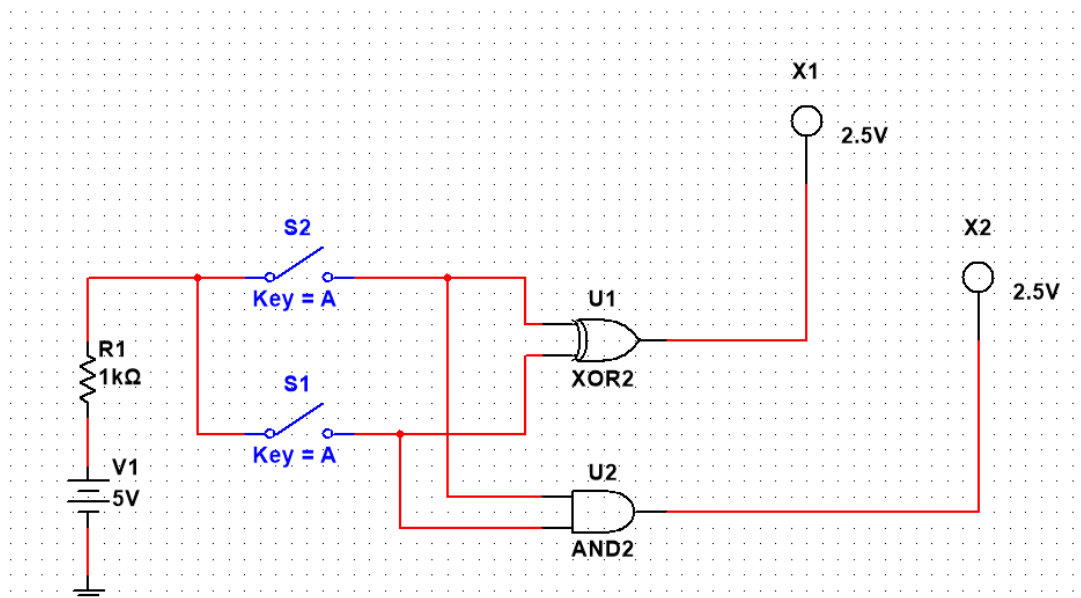 X1
2.5V
S2
X2
Key = A
2.5V
U1
R1
1kΩ
XOR2
S1
Key = A
V1
U2
5V
AND2